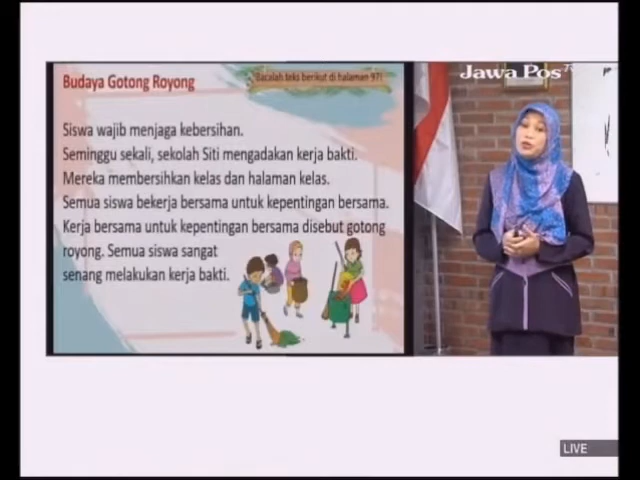 Budaya Gotong Royong
Bacalah teks berikut di halaman 97!
Jawa Pos
Siswa wajib menjaga kebersihan.
Seminggu sekali, sekolah Siti mengadakan kerja bakti.
Mereka membersihkan kelas dan halaman kelas.
Semua siswa bekerja bersama untuk kepentingan bersama.
Kerja bersama untuk kepentingan bersama disebut gotong
royong. Semua siswa sangat
senang melakukan kerja bakti.
LIVE